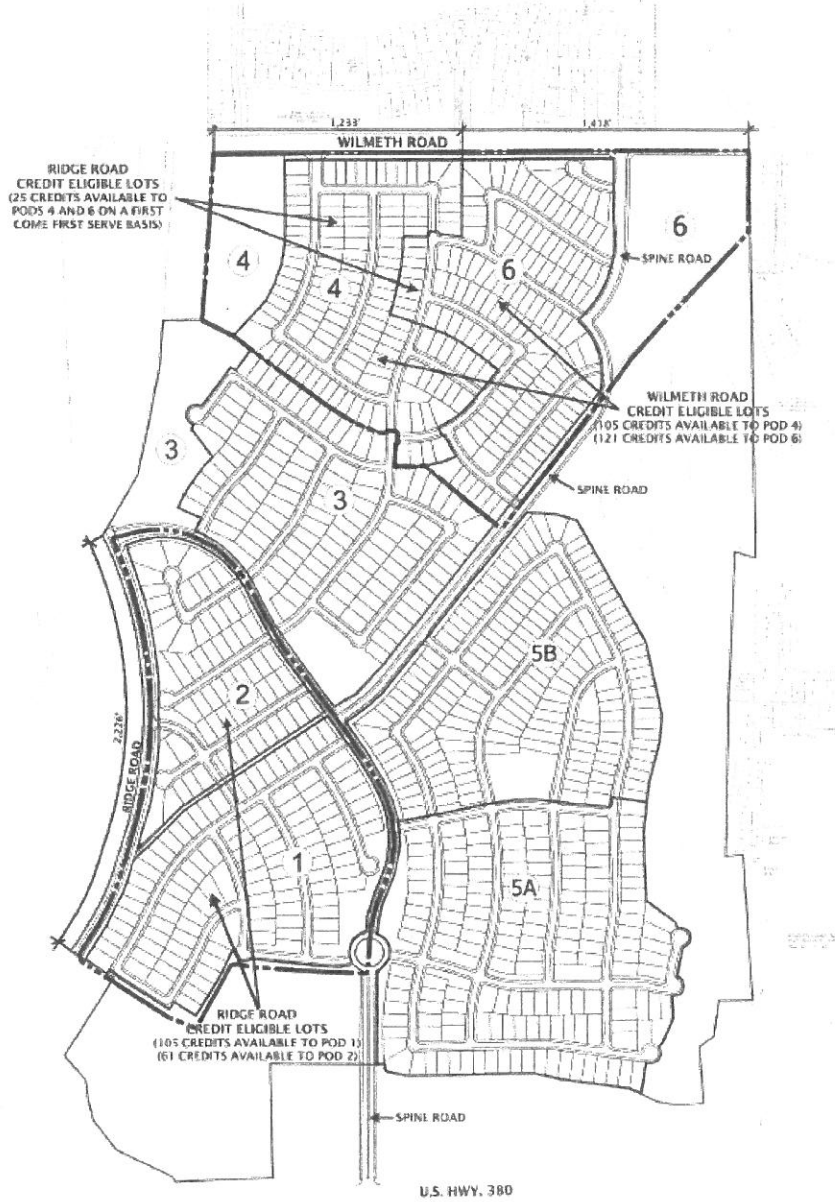 1,233'
1,418'
WILMETH ROAD
RIDGE ROAD
CREDIT ELIGIBLE LOTS
(25 CREDITS AVAILABLE TO
PODS 4 AND 6 ON A FIRST
COME FIRST SERVE BASIS)
6
4
6
SPINE ROAD
4
WILMETH ROAD
CREDIT ELIGIBLE LOTS
(105 CREDITS AVAILABLE TO POD 4)
(121 CREDITS AVAILABLE TO POD 6)
3
SPINE ROAD
3
5B
2
2,226'
RIDGE ROAD
1
5A
RIDGE ROAD
CREDIT ELIGIBLE LOTS
(105 CREDITS AVAILABLE TO POD 1)
(61 CREDITS AVAILABLE TO POD 2)
SPINE ROAD
U.S. HWY. 380